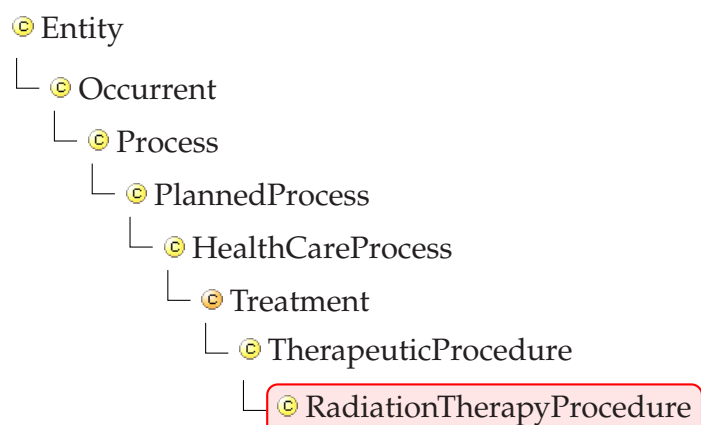 Entity
Occurrent
Process
PlannedProcess
HealthCareProcess
Treatment
TherapeuticProcedure
RadiationTherapyProcedure